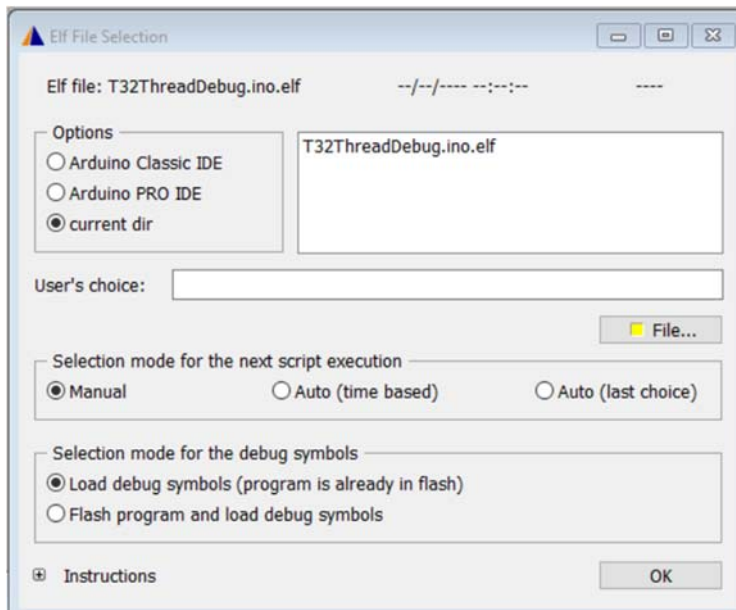 Elf File Selection
Elf file: T32ThreadDebug.ino.elf --/--/---- --:--:-- ----
Options
Arduino Classic IDE
Arduino PRO IDE
current dir
T32ThreadDebug.ino.elf
User's choice:
File...
Selection mode for the next script execution
Manual Auto (time based) Auto (last choice)
Selection mode for the debug symbols
Load debug symbols (program is already in flash)
Flash program and load debug symbols
Instructions OK